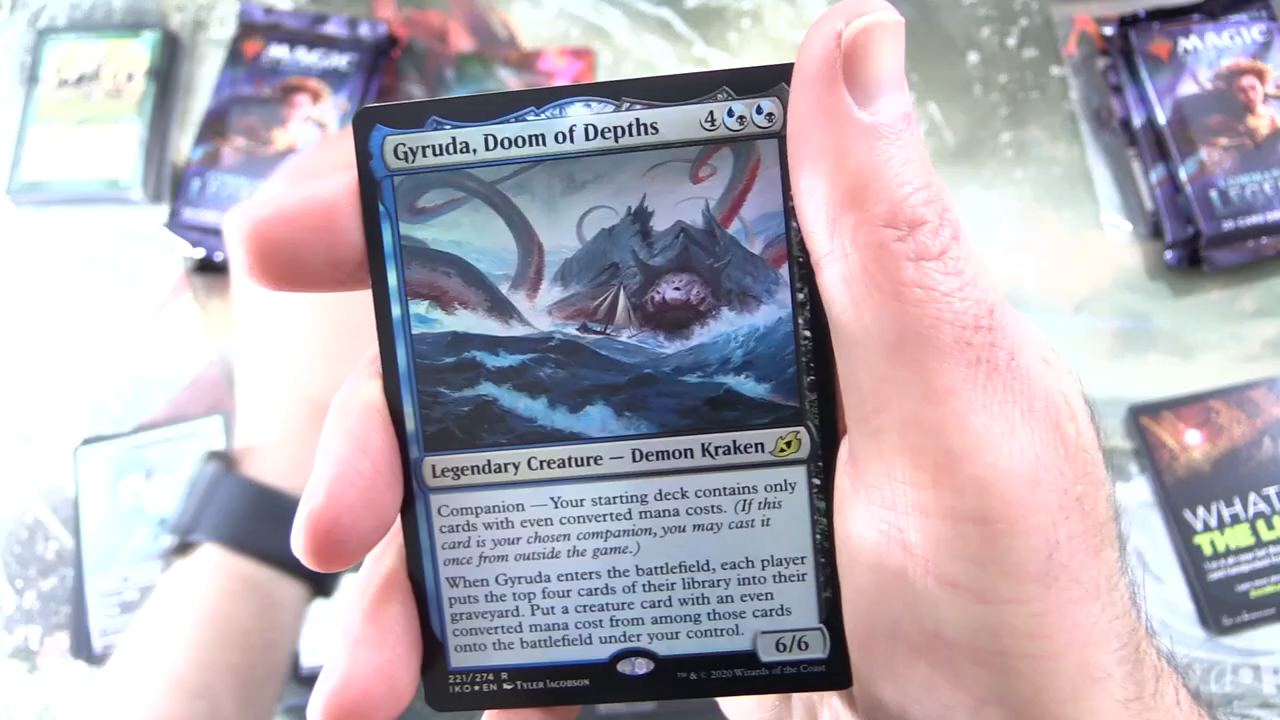 MAGIC
Gyruda, Doom of Depths 4
Legendary Creature — Demon Kraken
Companion — Your starting deck contains only
cards with even converted mana costs. (If this
card is your chosen companion, you may cast it
once from outside the game.)
When Gyruda enters the battlefield, each player
puts the top four cards of their library into their
graveyard. Put a creature card with an even
converted mana cost from among those cards
onto the battlefield under your control.
6/6
221/274 R
IKO★EN TYLER JACOBSON
™ & © 2020 Wizards of the Coast
MAGIC
WHAT
THE